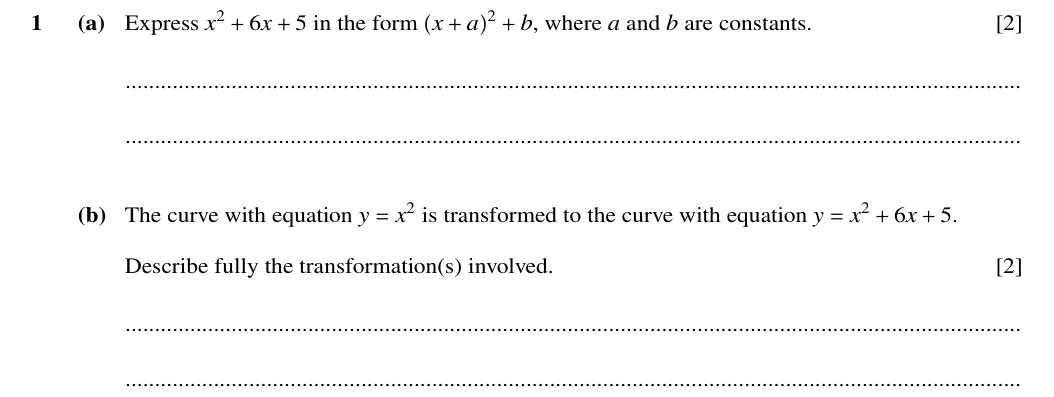 1 (a) Express x² + 6x + 5 in the form (x + a)² + b, where a and b are constants. [2]
................................................................................
................................................................................
(b) The curve with equation y = x² is transformed to the curve with equation y = x² + 6x + 5.
Describe fully the transformation(s) involved. [2]
................................................................................
................................................................................